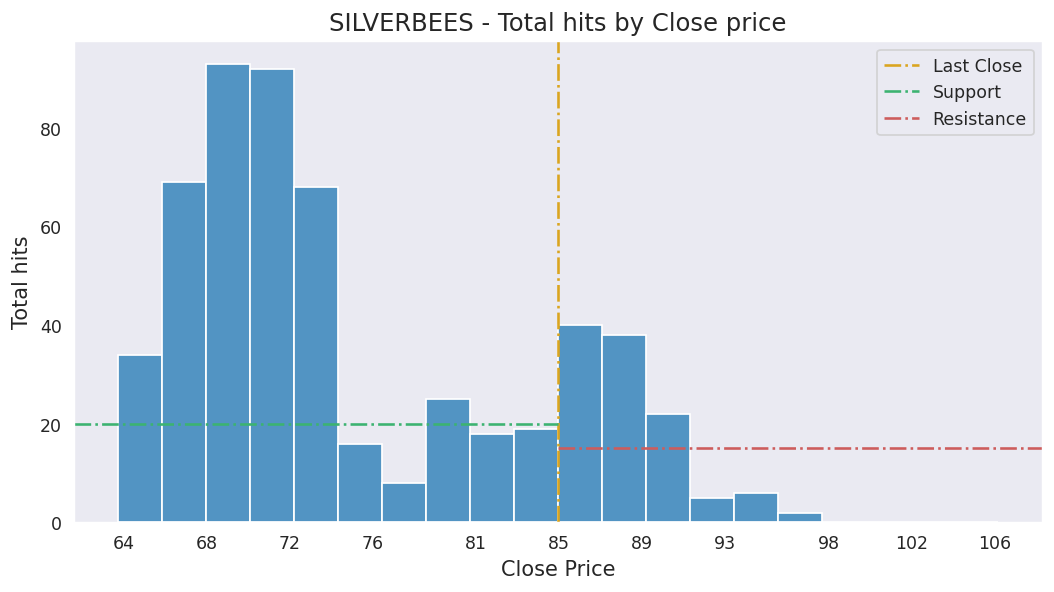 SILVERBEES - Total hits by Close price
Last Close
Support
Resistance
Total hits
80
60
40
20
0
64 68 72 76 81 85 89 93 98 102 106
Close Price